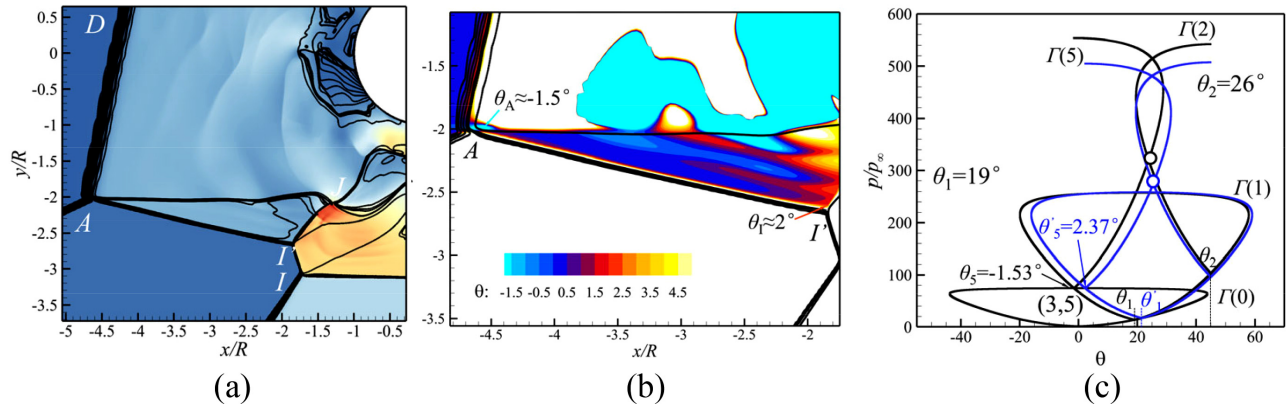 D
A
J
I'
I
y/R
0.5
0
-0.5
-1
-1.5
-2
-2.5
-3
-3.5
-5 -4.5 -4 -3.5 -3 -2.5 -2 -1.5 -1 -0.5
x/R
(a)
-1.5
-2
-2.5
-3
-3.5
θA≈-1.5°
A
θI'≈2°
I'
θ: -1.5 -0.5 0.5 1.5 2.5 3.5 4.5
-4.5 -4 -3.5 -3 -2.5 -2
x/R
(b)
p/p∞
600
500
400
300
200
100
0
Γ(2)
Γ(5)
θ2=26°
θ1=19°
Γ(1)
θ'5=2.37°
θ5=-1.53°
θ2
(3,5)
θ1 θ'1
Γ(0)
-40 -20 0 20 40 60
θ
(c)